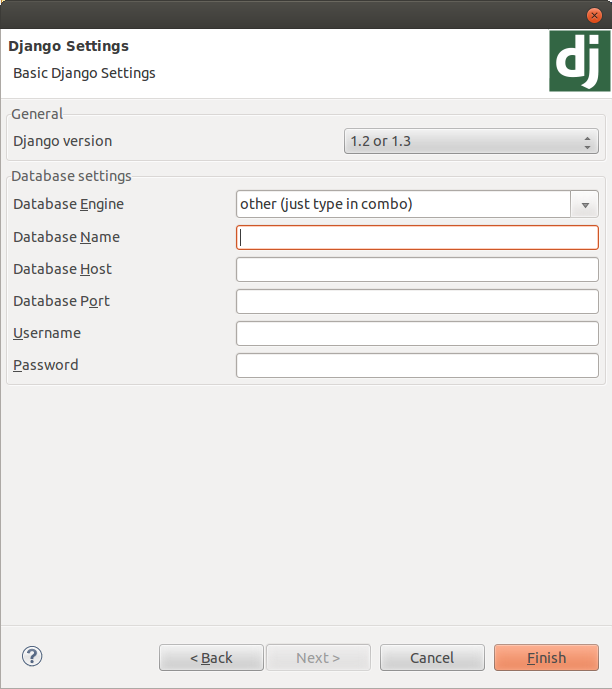 Django Settings
Basic Django Settings
dj
General
Django version 1.2 or 1.3
Database settings
Database Engine other (just type in combo)
Database Name
Database Host
Database Port
Username
Password
? < Back Next > Cancel Finish